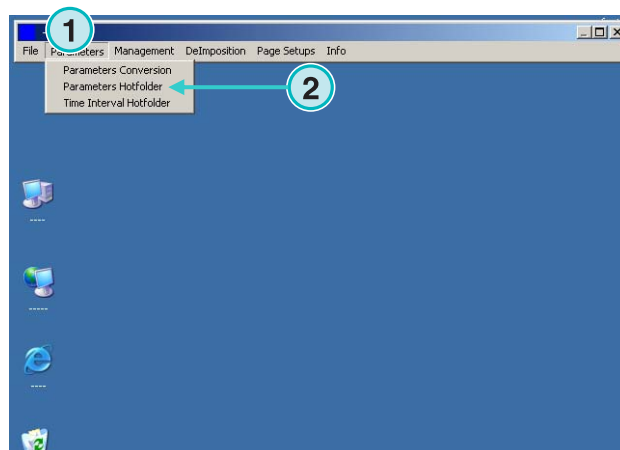 1
File Parameters Management DeImposition Page Setups Info
Parameters Conversion
Parameters Hotfolder
2
Time Interval Hotfolder
----
-----
----